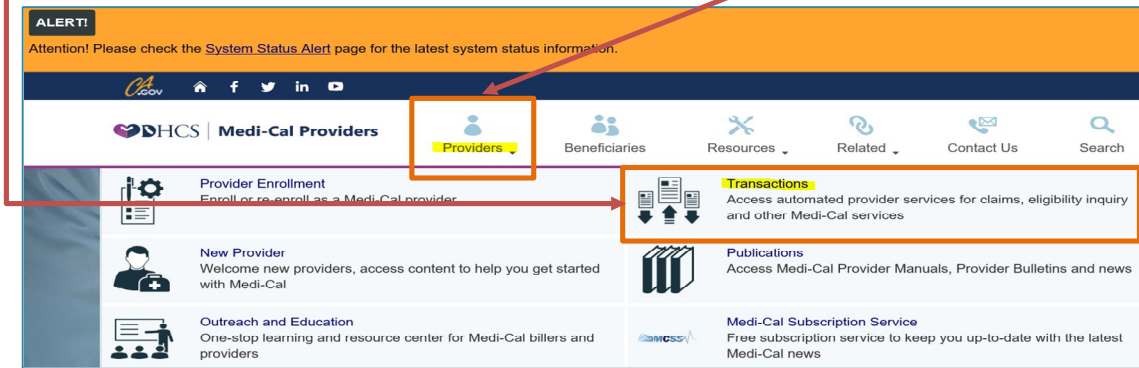 ALERT!
Attention! Please check the System Status Alert page for the latest system status information.
CA.GOV
DHCS | Medi-Cal Providers
Providers
Beneficiaries
Resources
Related
Contact Us
Search
Provider Enrollment
Enroll or re-enroll as a Medi-Cal provider
Transactions
Access automated provider services for claims, eligibility inquiry
and other Medi-Cal services
New Provider
Welcome new providers, access content to help you get started
with Medi-Cal
Publications
Access Medi-Cal Provider Manuals, Provider Bulletins and news
Outreach and Education
One-stop learning and resource center for Medi-Cal billers and
providers
MCSS
Medi-Cal Subscription Service
Free subscription service to keep you up-to-date with the latest
Medi-Cal news